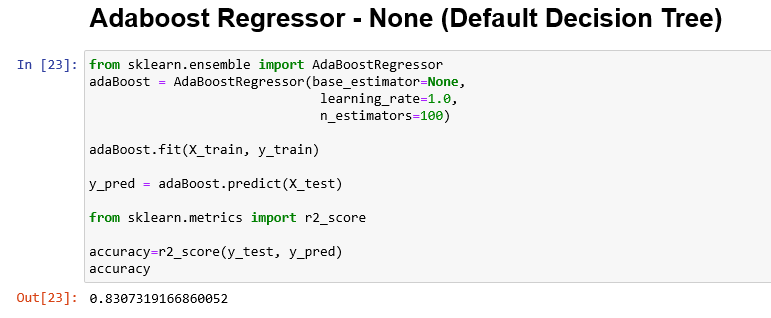 Adaboost Regressor - None (Default Decision Tree)
In [23]: from sklearn.ensemble import AdaBoostRegressor
adaBoost = AdaBoostRegressor(base_estimator=None,
learning_rate=1.0,
n_estimators=100)
adaBoost.fit(X_train, y_train)
y_pred = adaBoost.predict(X_test)
from sklearn.metrics import r2_score
accuracy=r2_score(y_test, y_pred)
accuracy
Out[23]: 0.8307319166860052